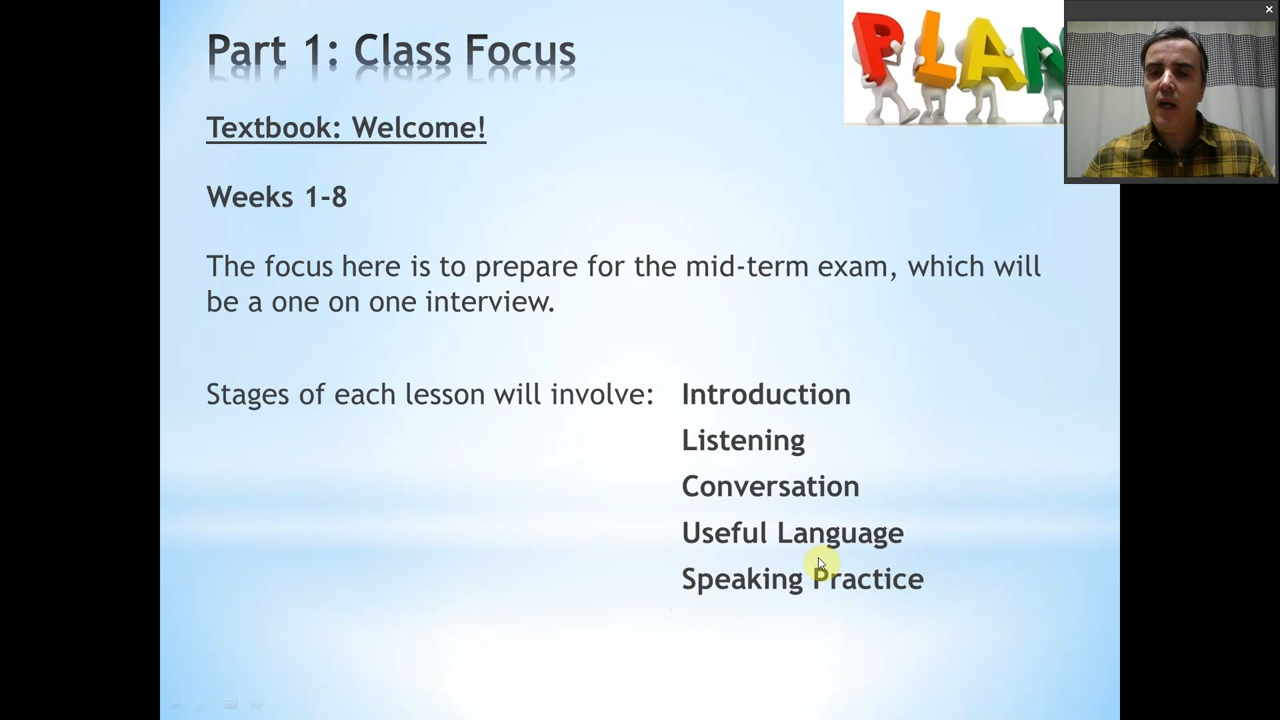 Part 1: Class Focus
PLAN
Textbook: Welcome!
Weeks 1-8
The focus here is to prepare for the mid-term exam, which will
be a one on one interview.
Stages of each lesson will involve: Introduction
Listening
Conversation
Useful Language
Speaking Practice